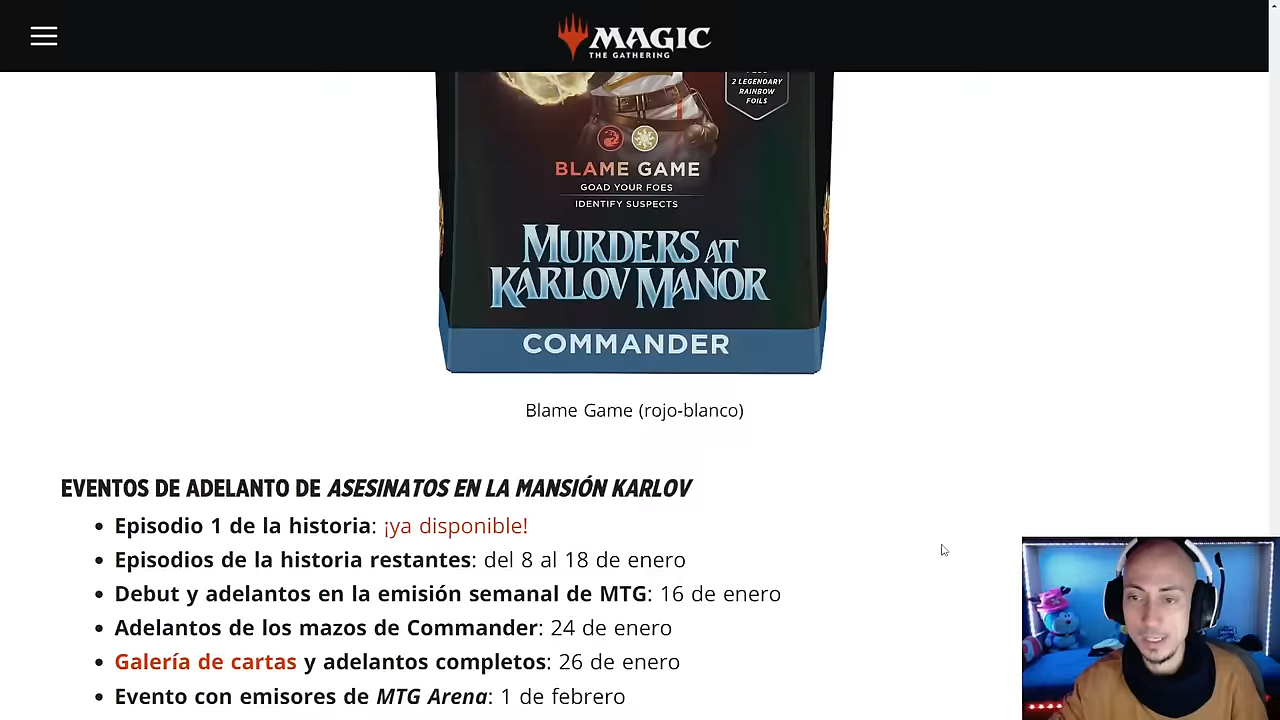 MAGIC
THE GATHERING
2 LEGENDARY
RAINBOW
FOILS
BLAME GAME
GOAD YOUR FOES
IDENTIFY SUSPECTS
MURDERS AT
KARLOV MANOR
COMMANDER
Blame Game (rojo-blanco)
EVENTOS DE ADELANTO DE ASESINATOS EN LA MANSIÓN KARLOV
• Episodio 1 de la historia: ¡ya disponible!
• Episodios de la historia restantes: del 8 al 18 de enero
• Debut y adelantos en la emisión semanal de MTG: 16 de enero
• Adelantos de los mazos de Commander: 24 de enero
• Galería de cartas y adelantos completos: 26 de enero
• Evento con emisores de MTG Arena: 1 de febrero